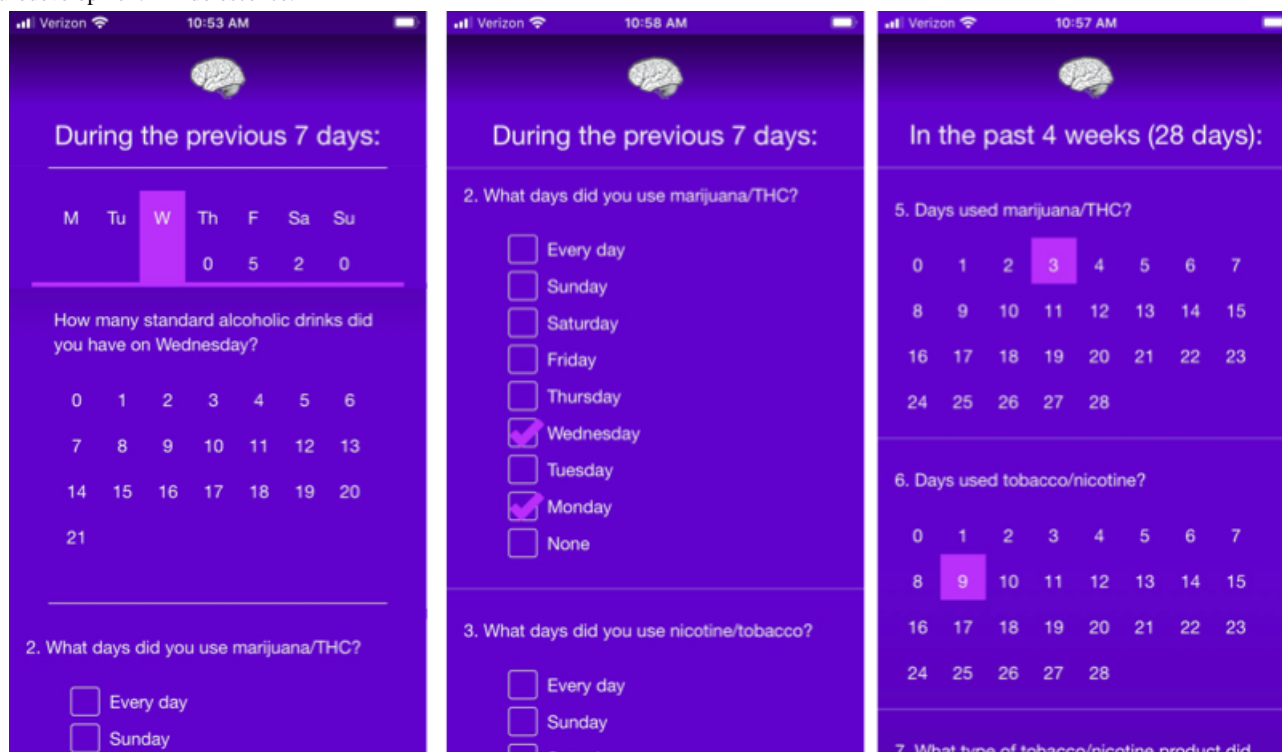 Verizon 10:53 AM
During the previous 7 days:
M Tu W Th F Sa Su
0 5 2 0
How many standard alcoholic drinks did
you have on Wednesday?
0 1 2 3 4 5 6
7 8 9 10 11 12 13
14 15 16 17 18 19 20
21
2. What days did you use marijuana/THC?
Every day
Sunday
Verizon 10:58 AM
During the previous 7 days:
2. What days did you use marijuana/THC?
Every day
Sunday
Saturday
Friday
Thursday
Wednesday
Tuesday
Monday
None
3. What days did you use nicotine/tobacco?
Every day
Sunday
Verizon 10:57 AM
In the past 4 weeks (28 days):
5. Days used marijuana/THC?
0 1 2 3 4 5 6 7
8 9 10 11 12 13 14 15
16 17 18 19 20 21 22 23
24 25 26 27 28
6. Days used tobacco/nicotine?
0 1 2 3 4 5 6 7
8 9 10 11 12 13 14 15
16 17 18 19 20 21 22 23
24 25 26 27 28
7. What type of tobacco/nicotine product did